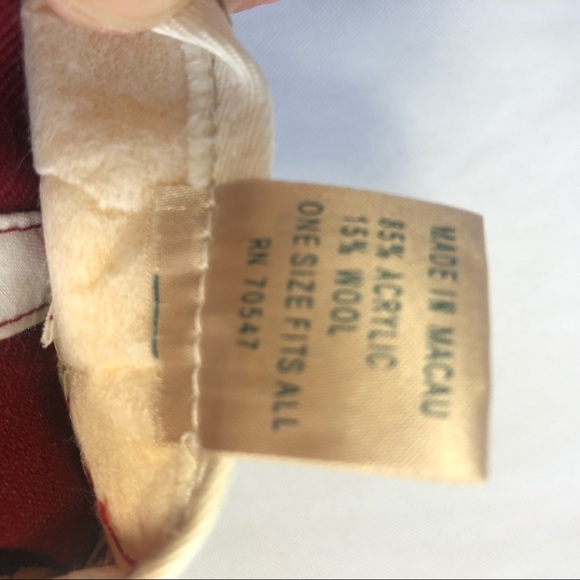 MADE IN MACAU
85% ACRYLIC
15% WOOL
ONE SIZE FITS ALL
RN 70547